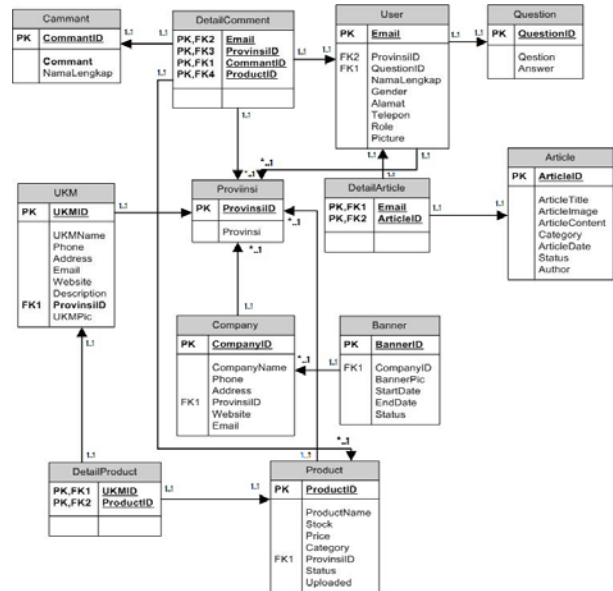 Cammant
PK CommantID
Commant
NamaLengkap
DetailComment
PK,FK2 Email
PK,FK3 ProvinsiID
PK,FK1 CommantID
PK,FK4 ProductID
User
PK Email
FK2 ProvinsiID
FK1 QuestionID
NamaLengkap
Gender
Alamat
Telepon
Role
Picture
Question
PK QuestionID
Qestion
Answer
UKM
PK UKMID
UKMName
Phone
Address
Email
Website
Description
FK1 ProvinsiID
UKMPic
Proviinsi
PK ProvinsiID
Provinsi
DetailArticle
PK,FK1 Email
PK,FK2 ArticleID
Article
PK ArticleID
ArticleTitle
ArticleImage
ArticleContent
Category
ArticleDate
Status
Author
Company
PK CompanyID
CompanyName
Phone
Address
FK1 ProvinsiID
Website
Email
Banner
PK BannerID
FK1 CompanyID
BannerPic
StartDate
EndDate
Status
DetailProduct
PK,FK1 UKMID
PK,FK2 ProductID
Product
PK ProductID
ProductName
Stock
Price
Category
FK1 ProvinsiID
Status
Uploaded